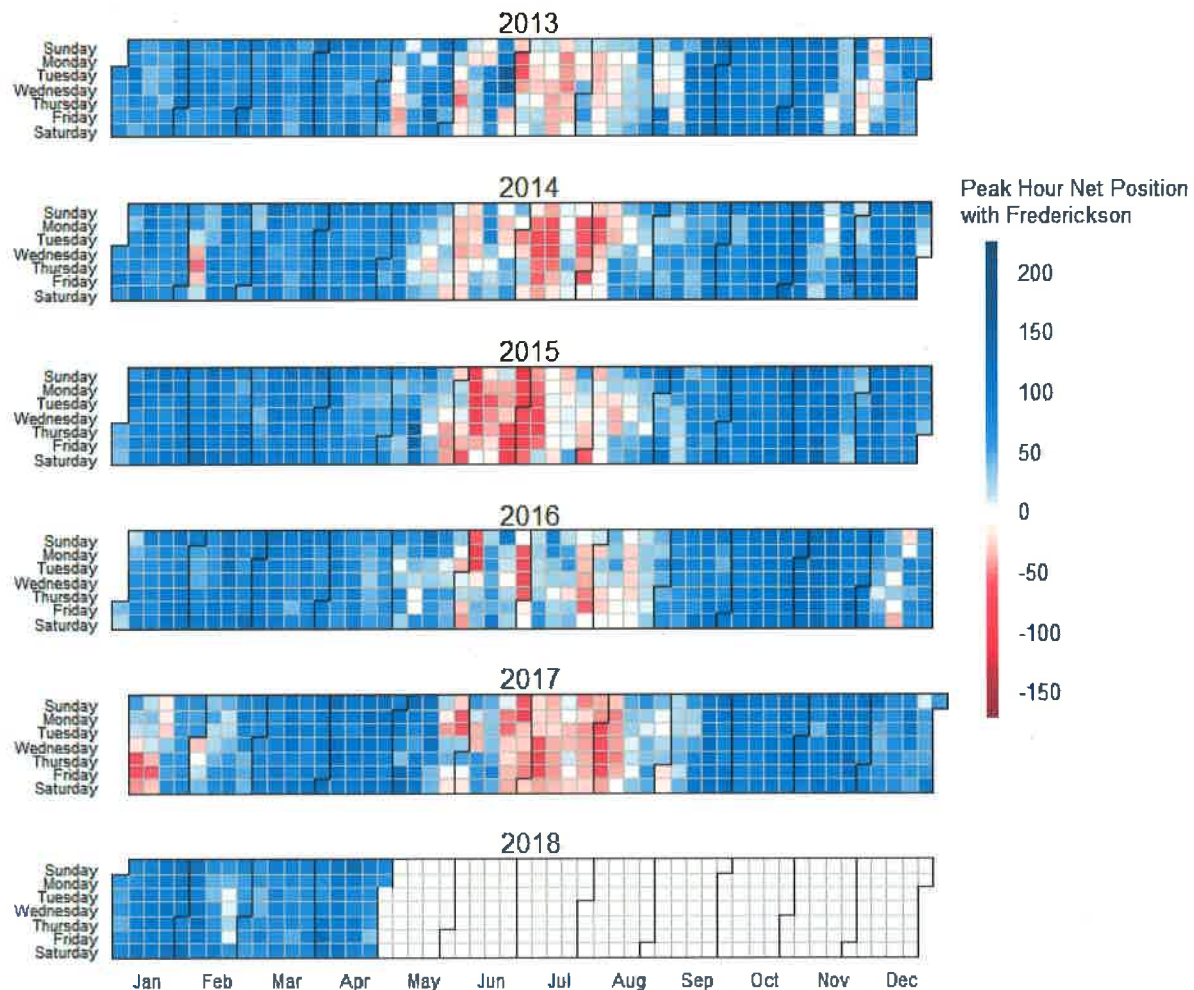 2013
Sunday
Monday
Tuesday
Wednesday
Thursday
Friday
Saturday
2014
Sunday
Monday
Tuesday
Wednesday
Thursday
Friday
Saturday
Peak Hour Net Position
with Frederickson
200
150
100
50
0
-50
-100
-150
2015
Sunday
Monday
Tuesday
Wednesday
Thursday
Friday
Saturday
2016
Sunday
Monday
Tuesday
Wednesday
Thursday
Friday
Saturday
2017
Sunday
Monday
Tuesday
Wednesday
Thursday
Friday
Saturday
2018
Sunday
Monday
Tuesday
Wednesday
Thursday
Friday
Saturday
Jan Feb Mar Apr May Jun Jul Aug Sep Oct Nov Dec